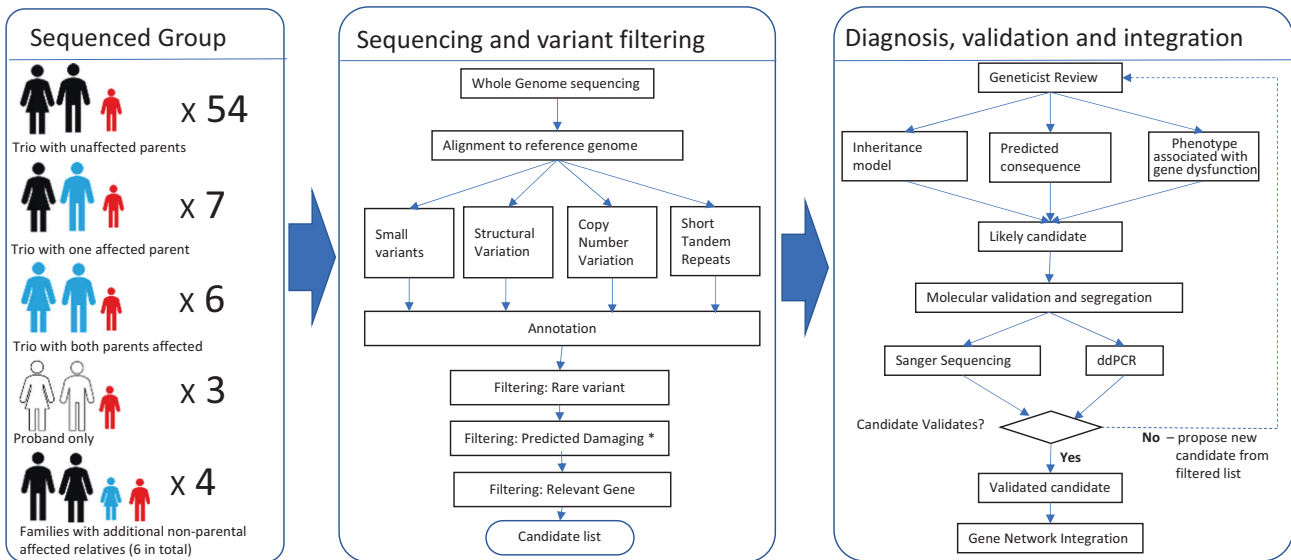 Sequenced Group
x 54
Trio with unaffected parents
x 7
Trio with one affected parent
x 6
Trio with both parents affected
x 3
Proband only
x 4
Families with additional non-parental
affected relatives (6 in total)
Sequencing and variant filtering
Whole Genome sequencing
Alignment to reference genome
Small
variants
Structural
Variation
Copy
Number
Variation
Short
Tandem
Repeats
Annotation
Filtering: Rare variant
Filtering: Predicted Damaging *
Filtering: Relevant Gene
Candidate list
Diagnosis, validation and integration
Geneticist Review
Inheritance
model
Predicted
consequence
Phenotype
associated with
gene dysfunction
Likely candidate
Molecular validation and segregation
Sanger Sequencing
ddPCR
Candidate Validates?
No – propose new
candidate from
filtered list
Yes
Validated candidate
Gene Network Integration